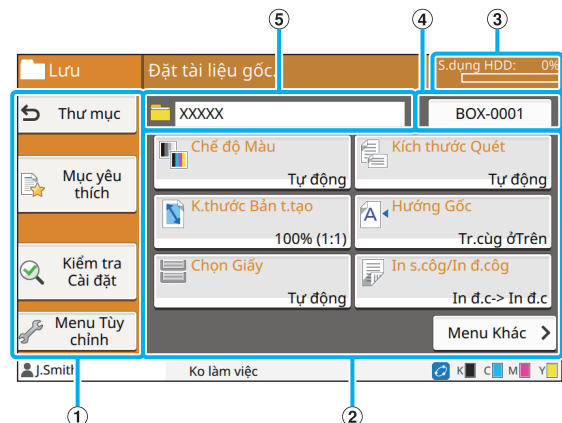 ⑤ ④ ③
Lưu
Đặt tài liệu gốc.
S.dụng HDD: 0%
Thư mục
XXXXX
BOX-0001
Mục yêu
thích
Kiểm tra
Cài đặt
Menu Tùy
chỉnh
Chế độ Màu
Tự động
Kích thước Quét
Tự động
K.thước Bản t.tạo
100% (1:1)
Hướng Gốc
Tr.cùg ởTrên
Chọn Giấy
Tự động
In s.côg/In đ.côg
In đ.c-> In đ.c
Menu Khác
J.Smith
Ko làm việc
K C M Y
① ②